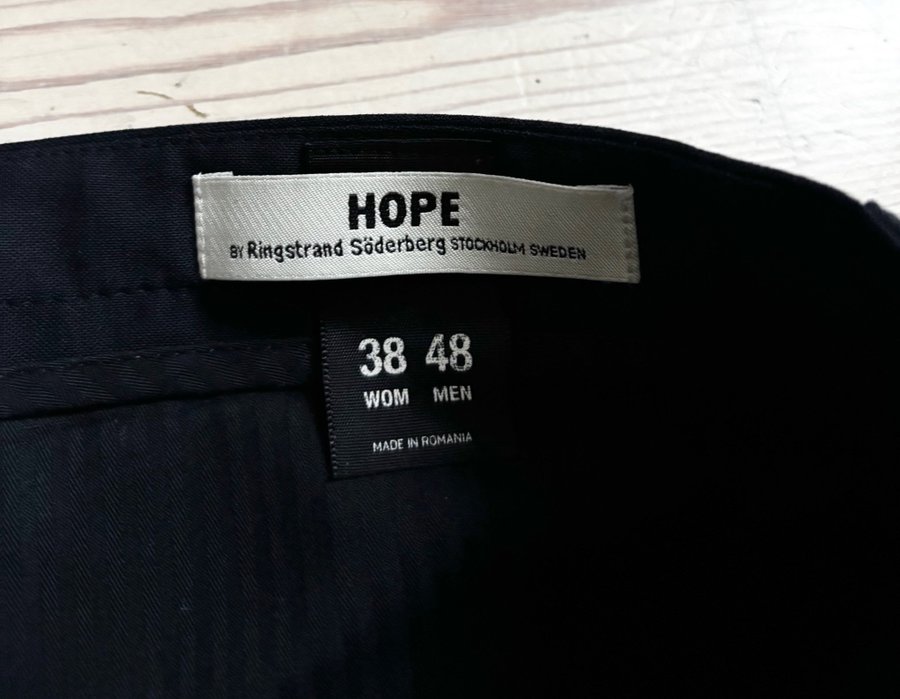 HOPE
BY Ringstrand Söderberg STOCKHOLM SWEDEN
38 48
WOM MEN
MADE IN ROMANIA